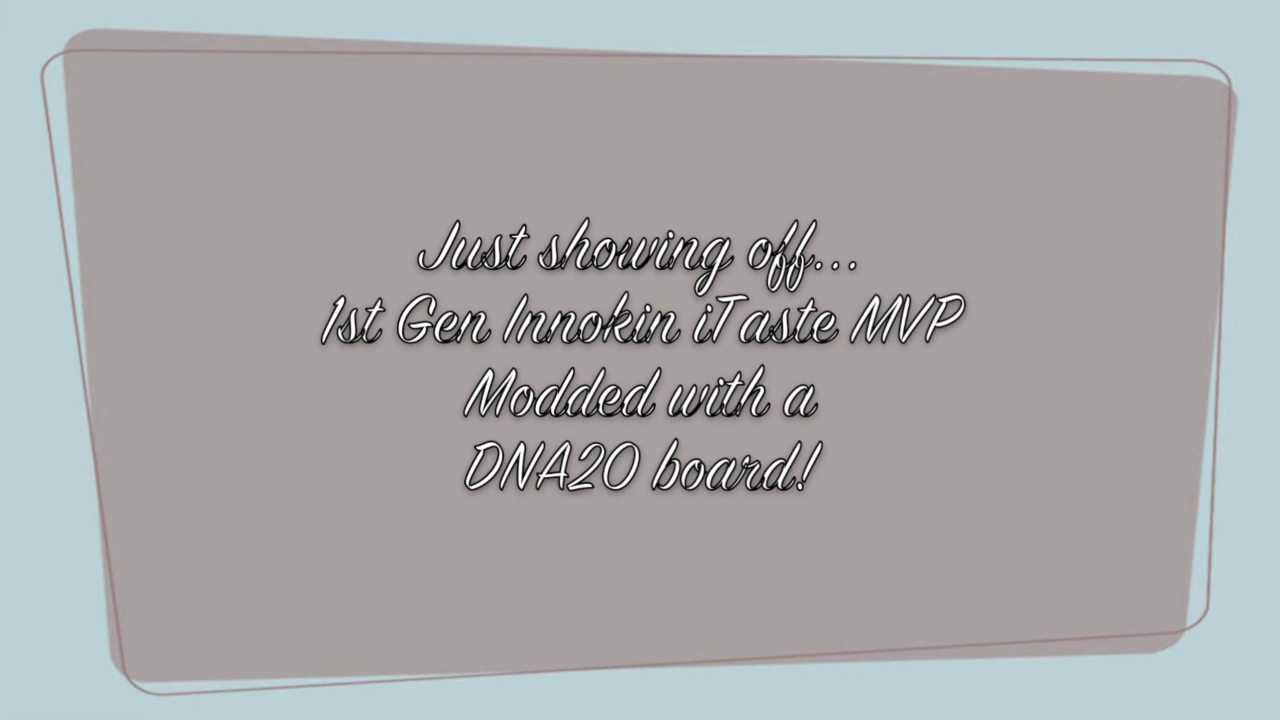 Just showing off...
1st Gen Innokin iTaste MVP
Modded with a
DNA20 board!